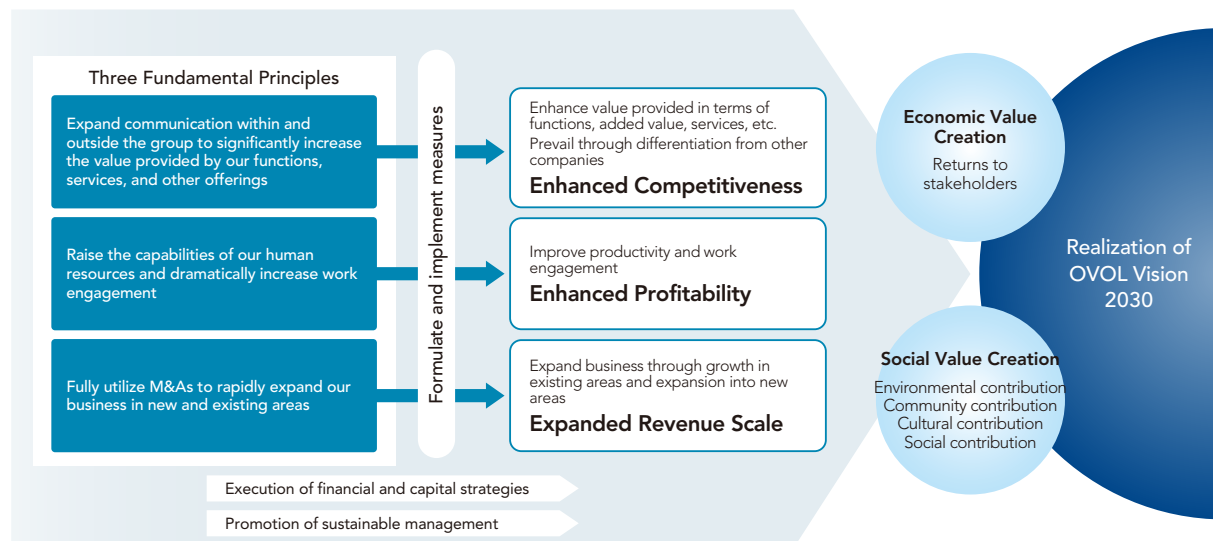 Three Fundamental Principles
Expand communication within and
outside the group to significantly increase
the value provided by our functions,
services, and other offerings
Raise the capabilities of our human
resources and dramatically increase work
engagement
Fully utilize M&As to rapidly expand our
business in new and existing areas
Formulate and implement measures
Enhance value provided in terms of
functions, added value, services, etc.
Prevail through differentiation from other
companies
Enhanced Competitiveness
Improve productivity and work
engagement
Enhanced Profitability
Expand business through growth in
existing areas and expansion into new
areas
Expanded Revenue Scale
Execution of financial and capital strategies
Promotion of sustainable management
Economic Value
Creation
Returns to
stakeholders
Social Value Creation
Environmental contribution
Community contribution
Cultural contribution
Social contribution
Realization of
OVOL Vision
2030